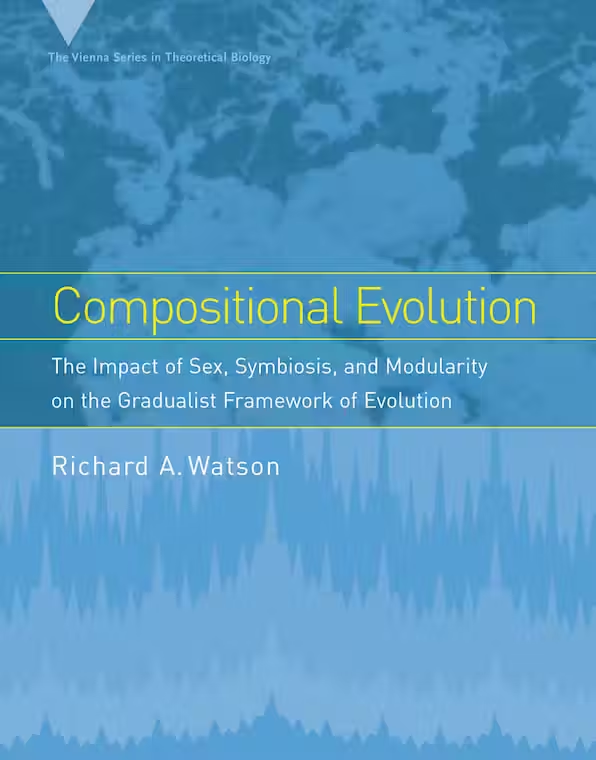 The Vienna Series in Theoretical Biology
Compositional Evolution
The Impact of Sex, Symbiosis, and Modularity
on the Gradualist Framework of Evolution
Richard A. Watson